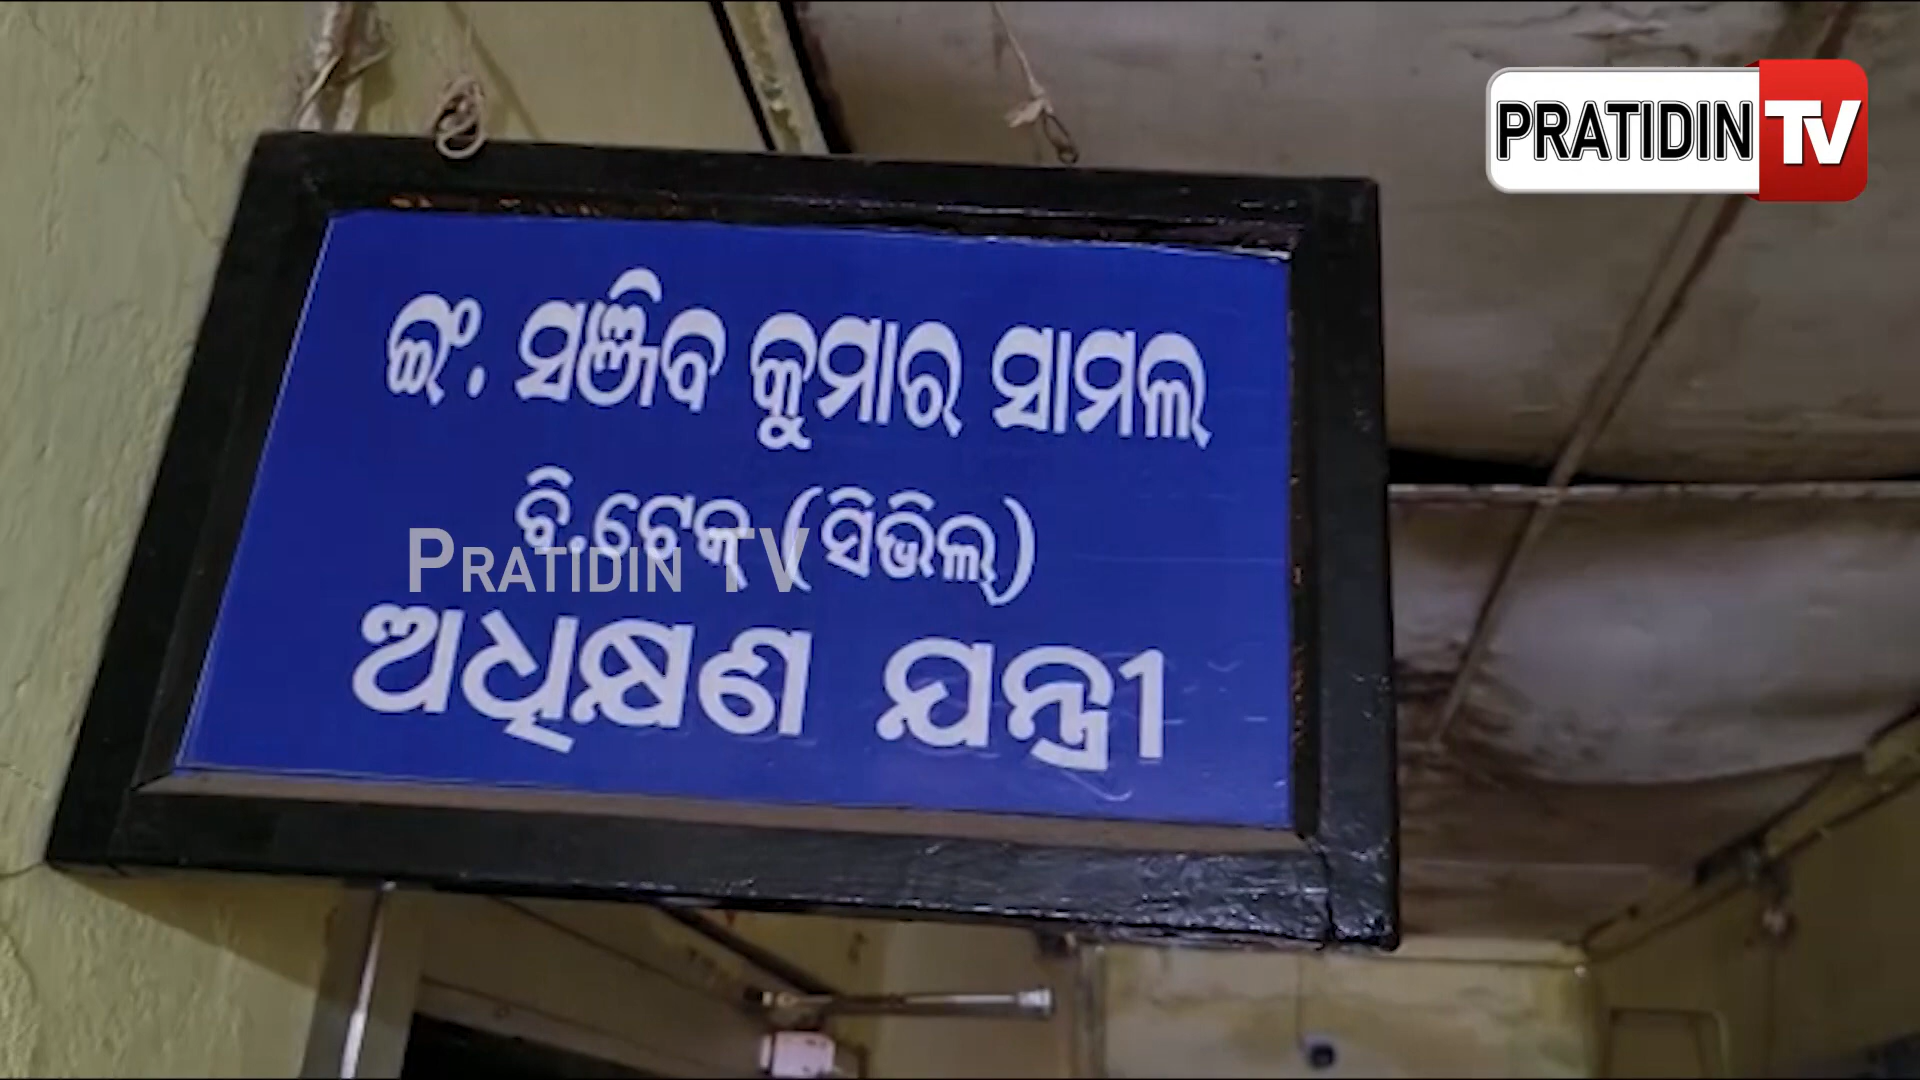 PRATIDIN TV
ଇଂ. ସଞ୍ଜିବ କୁମାର ସାମଲ
ବି.ଟେକ୍ (ସିଭିଲ୍)
PRATIDIN TV
ଅଧିକ୍ଷଣ ଯନ୍ତ୍ରୀ